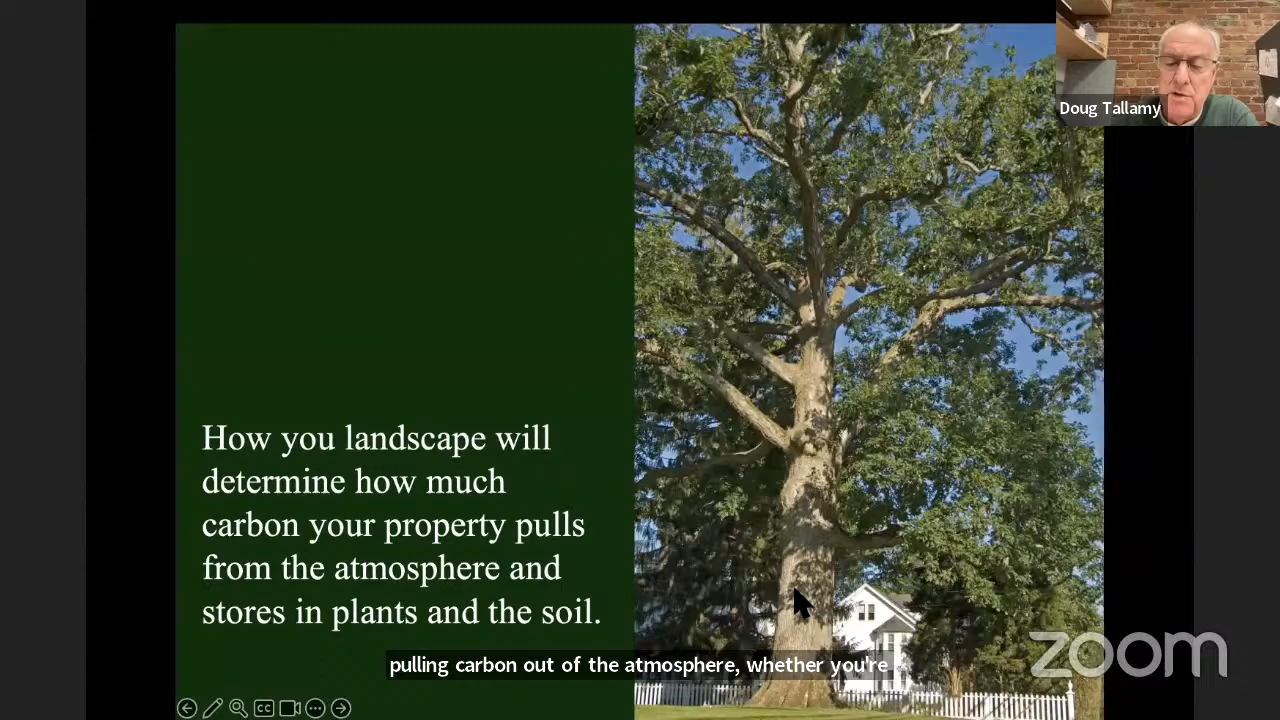 Doug Tallamy
How you landscape will
determine how much
carbon your property pulls
from the atmosphere and
stores in plants and the soil.
zoom
pulling carbon out of the atmosphere, whether you're
CC